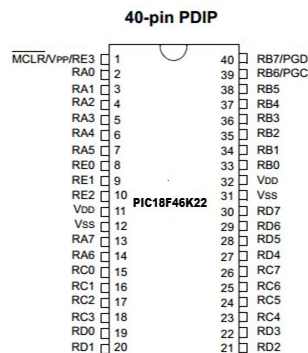 40-pin PDIP
MCLR/VPP/RE3 1 40 RB7/PGD
RA0 2 39 RB6/PGC
RA1 3 38 RB5
RA2 4 37 RB4
RA3 5 36 RB3
RA4 6 35 RB2
RA5 7 34 RB1
RE0 8 33 RB0
RE1 9 32 VDD
RE2 10 31 VSS
PIC18F46K22
VDD 11 30 RD7
VSS 12 29 RD6
RA7 13 28 RD5
RA6 14 27 RD4
RC0 15 26 RC7
RC1 16 25 RC6
RC2 17 24 RC5
RC3 18 23 RC4
RD0 19 22 RD3
RD1 20 21 RD2